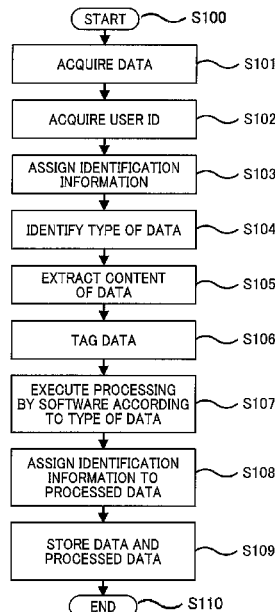 START
S100
ACQUIRE DATA
S101
ACQUIRE USER ID
S102
ASSIGN IDENTIFICATION
INFORMATION
S103
IDENTIFY TYPE OF DATA
S104
EXTRACT CONTENT
OF DATA
S105
TAG DATA
S106
EXECUTE PROCESSING
BY SOFTWARE ACCORDING
TO TYPE OF DATA
S107
ASSIGN IDENTIFICATION
INFORMATION TO
PROCESSED DATA
S108
STORE DATA AND
PROCESSED DATA
S109
END
S110